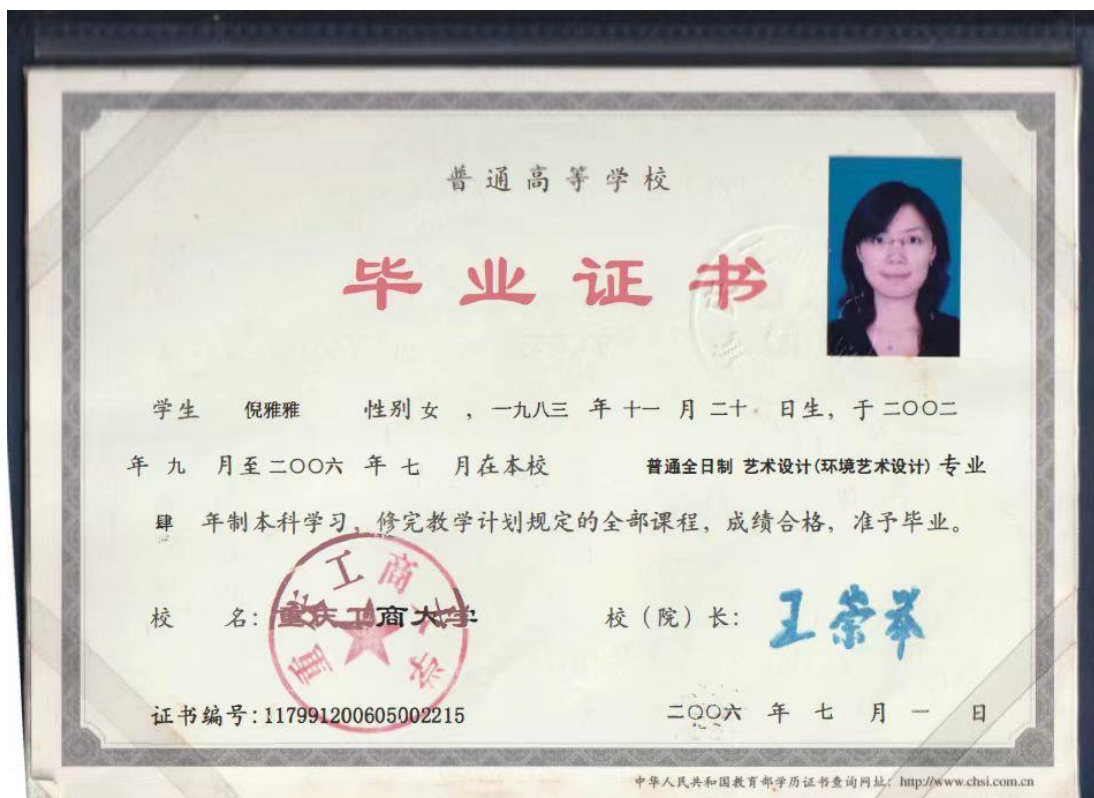 普通高等学校
毕业证书
学生 倪雅雅 性别 女 ，一九八三 年 十一 月 二十 日生，于 二〇〇二
年 九 月至 二〇〇六 年 七 月在本校 普通全日制 艺术设计(环境艺术设计) 专业
肆 年制本科学习，修完教学计划规定的全部课程，成绩合格，准予毕业。
校 名：重庆工商大学
重庆工商大学
校（院）长：王崇举
证书编号：117991200605002215
二〇〇六 年 七 月 一 日
中华人民共和国教育部学历证书查询网址：http://www.chsi.com.cn